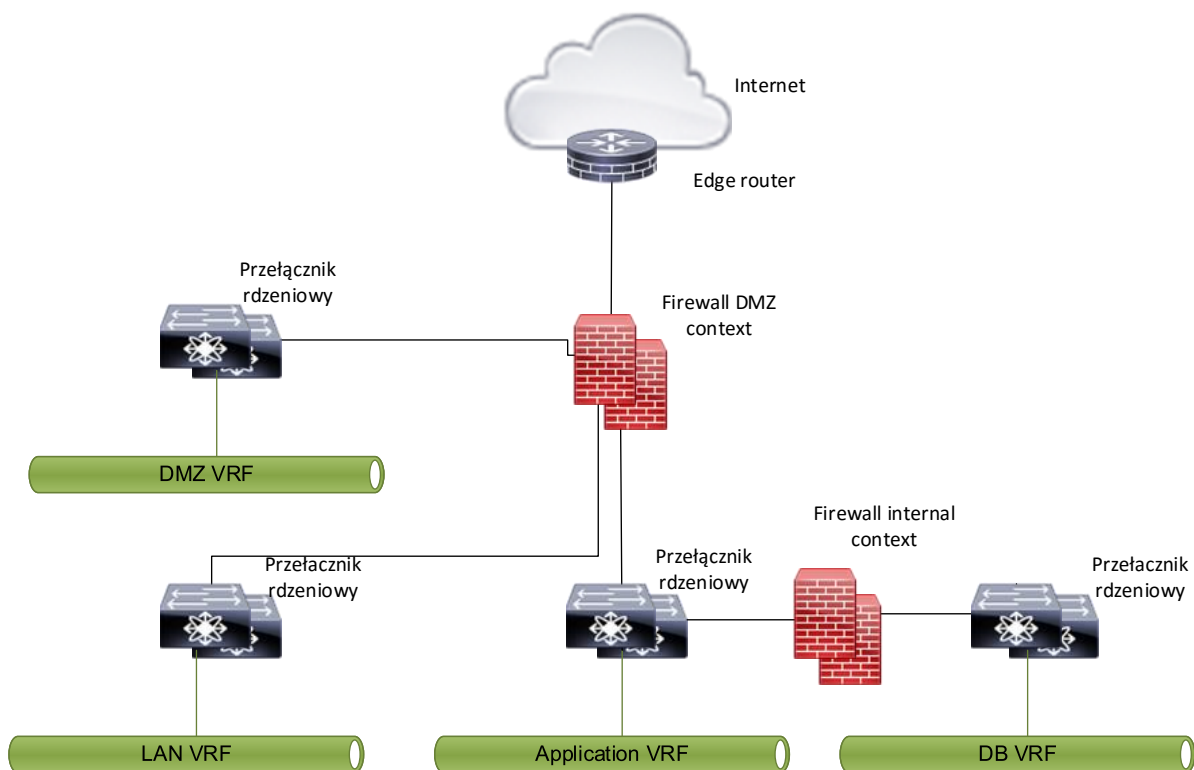 Internet
Edge router
Przełącznik
rdzeniowy
Firewall DMZ
context
DMZ VRF
Firewall internal
context
Przełacznik
rdzeniowy
Przełącznik
rdzeniowy
Przełacznik
rdzeniowy
LAN VRF
Application VRF
DB VRF